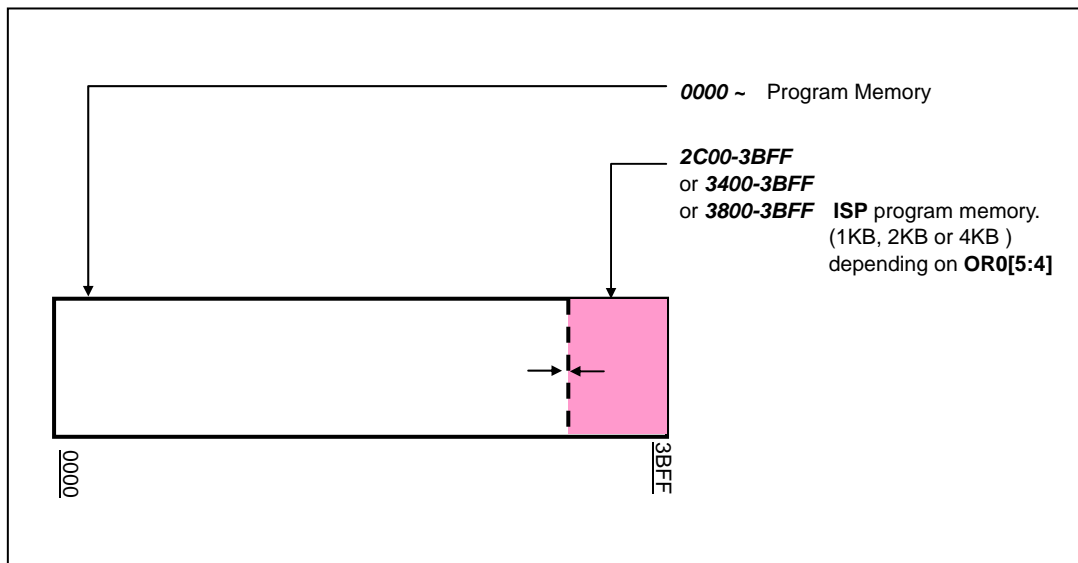 0000 ~ Program Memory
2C00-3BFF
or 3400-3BFF
or 3800-3BFF ISP program memory.
(1KB, 2KB or 4KB )
depending on OR0[5:4]
0000
3BFF